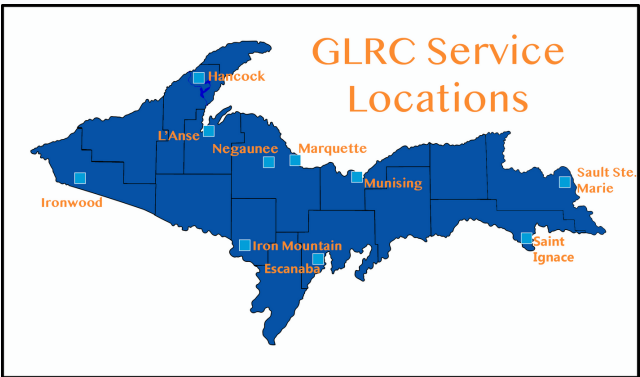 GLRC Service
Locations
Hancock
L'Anse
Negaunee
Marquette
Munising
Sault Ste.
Marie
Ironwood
Iron Mountain
Escanaba
Saint
Ignace